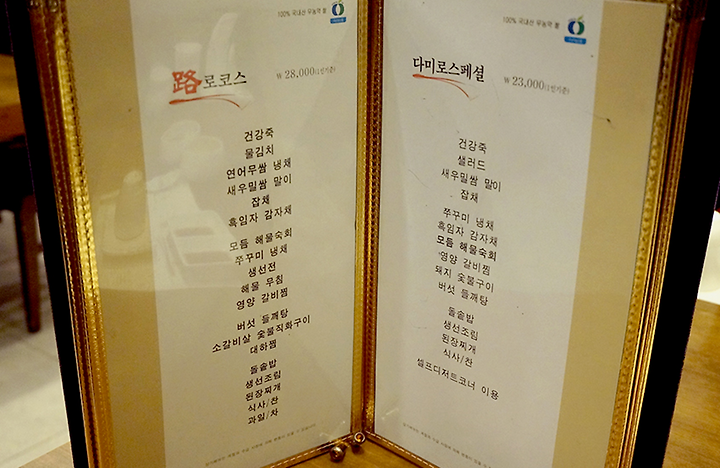 100% 국내산 무농약 쌀
路 로코스 ₩ 28,000(1인기준)
건강죽
물김치
연어무쌈 냉채
새우밀쌈 말이
잡채
흑임자 감자채
모듬 해물숙회
쭈꾸미 냉채
생선전
해물 무침
영양 갈비찜
버섯 들깨탕
소갈비살 숯불직화구이
대하찜
돌솥밥
생선조림
된장찌개
식사/찬
과일/차
100% 국내산 무농약 쌀
다미로스페셜 ₩ 23,000(1인기준)
건강죽
샐러드
새우밀쌈 말이
잡채
쭈꾸미 냉채
흑임자 감자채
모듬 해물숙회
영양 갈비찜
돼지 숯불구이
버섯 들깨탕
돌솥밥
생선조림
된장찌개
식사/찬
셀프디저트코너 이용